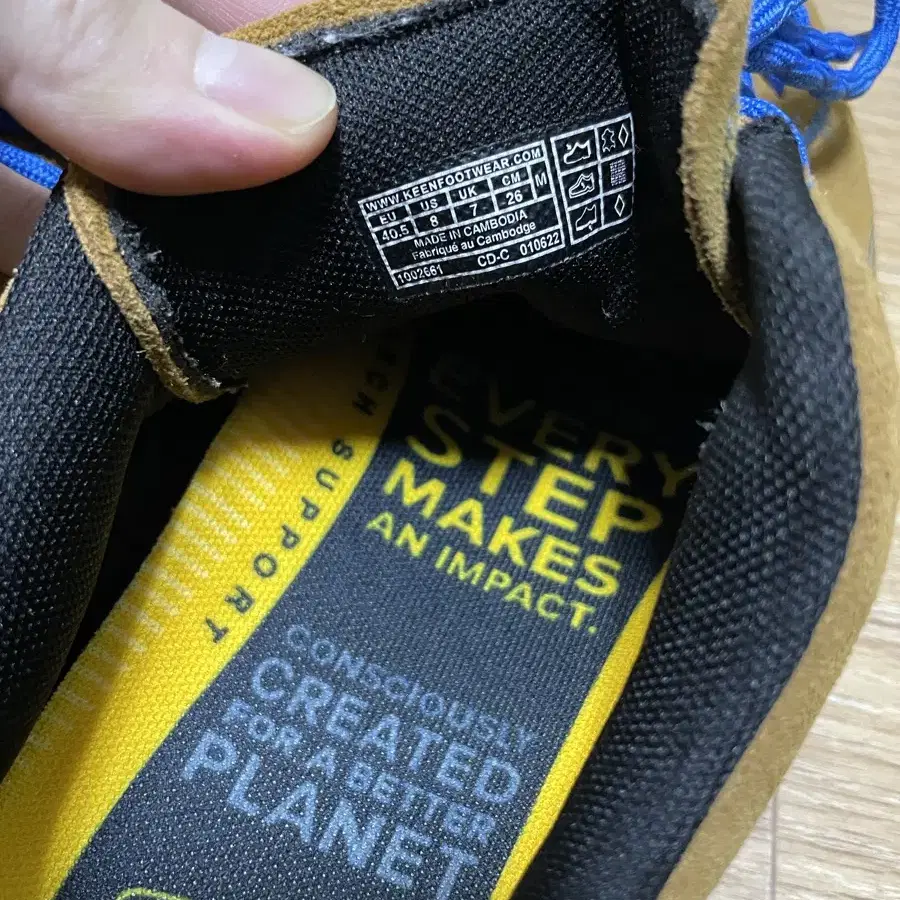 WWW.KEENFOOTWEAR.COM
EU US UK CM M
40.5 8 7 26
MADE IN CAMBODIA
Fabriqué au Cambodge
1002661 CD-C 010622
SUPPORT
EVERY
STEP
MAKES
AN IMPACT.
CONSCIOUSLY
CREATED
FOR A BETTER
PLANET